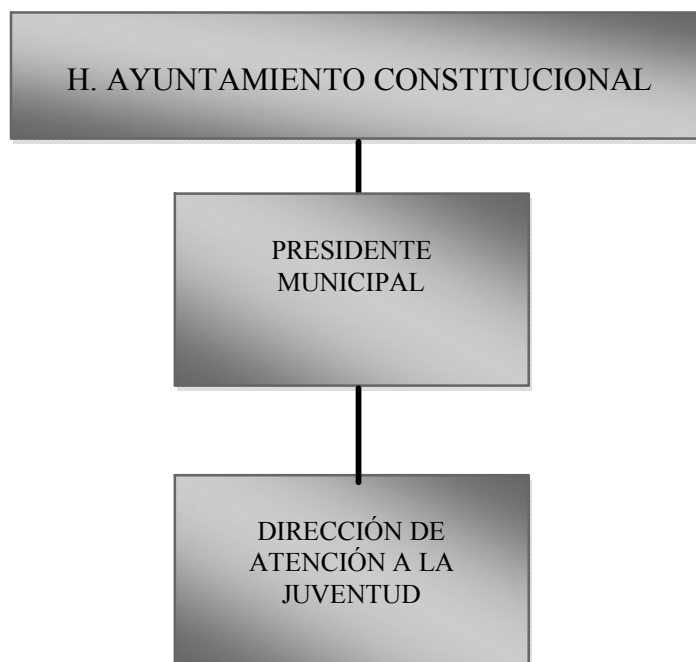 H. AYUNTAMIENTO CONSTITUCIONAL
PRESIDENTE
MUNICIPAL
DIRECCIÓN DE
ATENCIÓN A LA
JUVENTUD